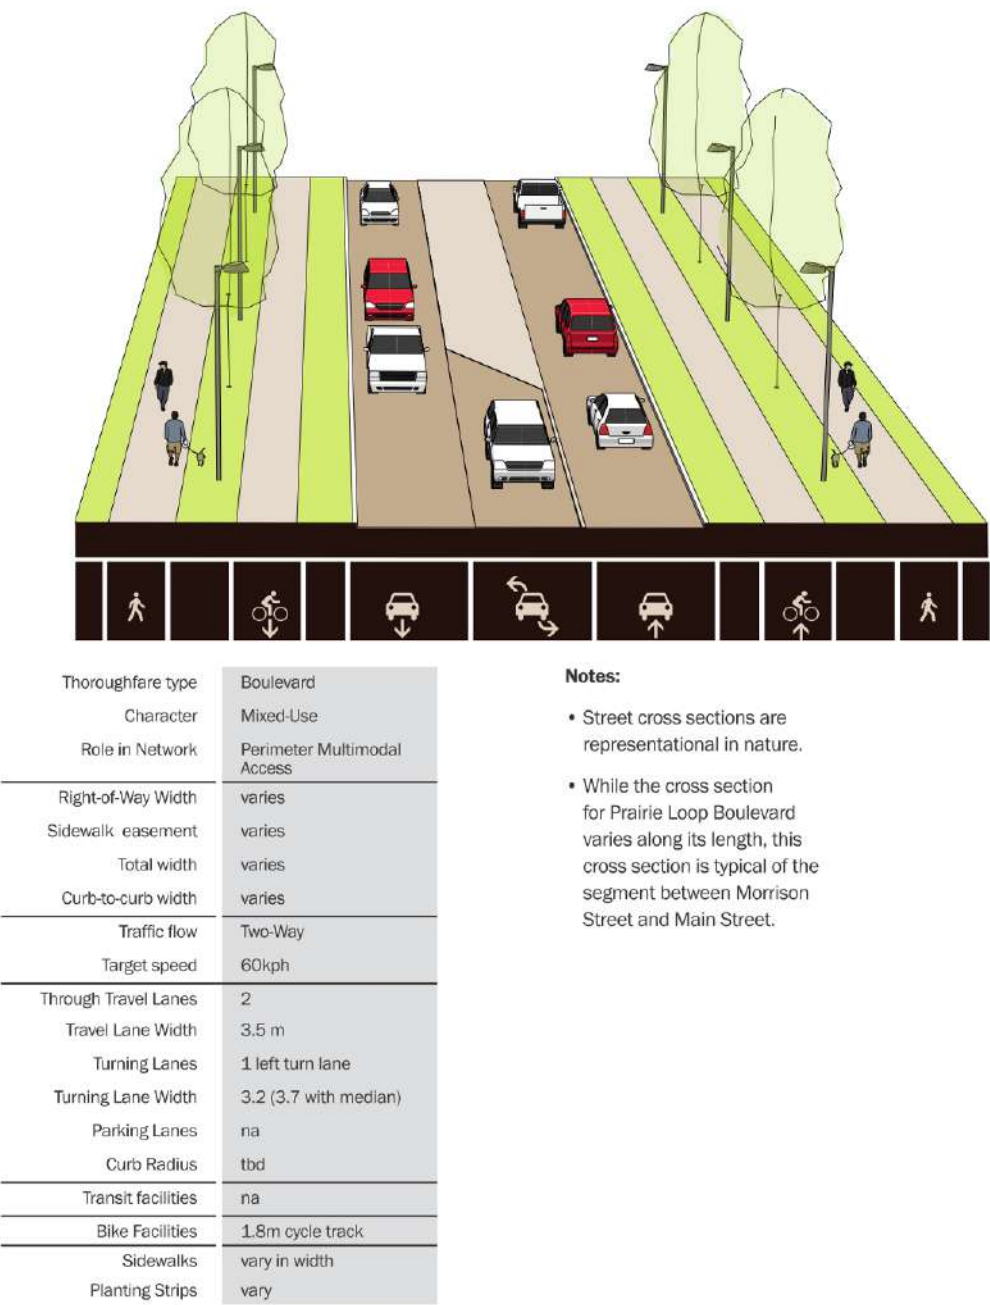 Thoroughfare type Boulevard
Character Mixed-Use
Role in Network Perimeter Multimodal
Access
Right-of-Way Width varies
Sidewalk easement varies
Total width varies
Curb-to-curb width varies
Traffic flow Two-Way
Target speed 60kph
Through Travel Lanes 2
Travel Lane Width 3.5 m
Turning Lanes 1 left turn lane
Turning Lane Width 3.2 (3.7 with median)
Parking Lanes na
Curb Radius tbd
Transit facilities na
Bike Facilities 1.8m cycle track
Sidewalks vary in width
Planting Strips vary
Notes:
• Street cross sections are
representational in nature.
• While the cross section
for Prairie Loop Boulevard
varies along its length, this
cross section is typical of the
segment between Morrison
Street and Main Street.